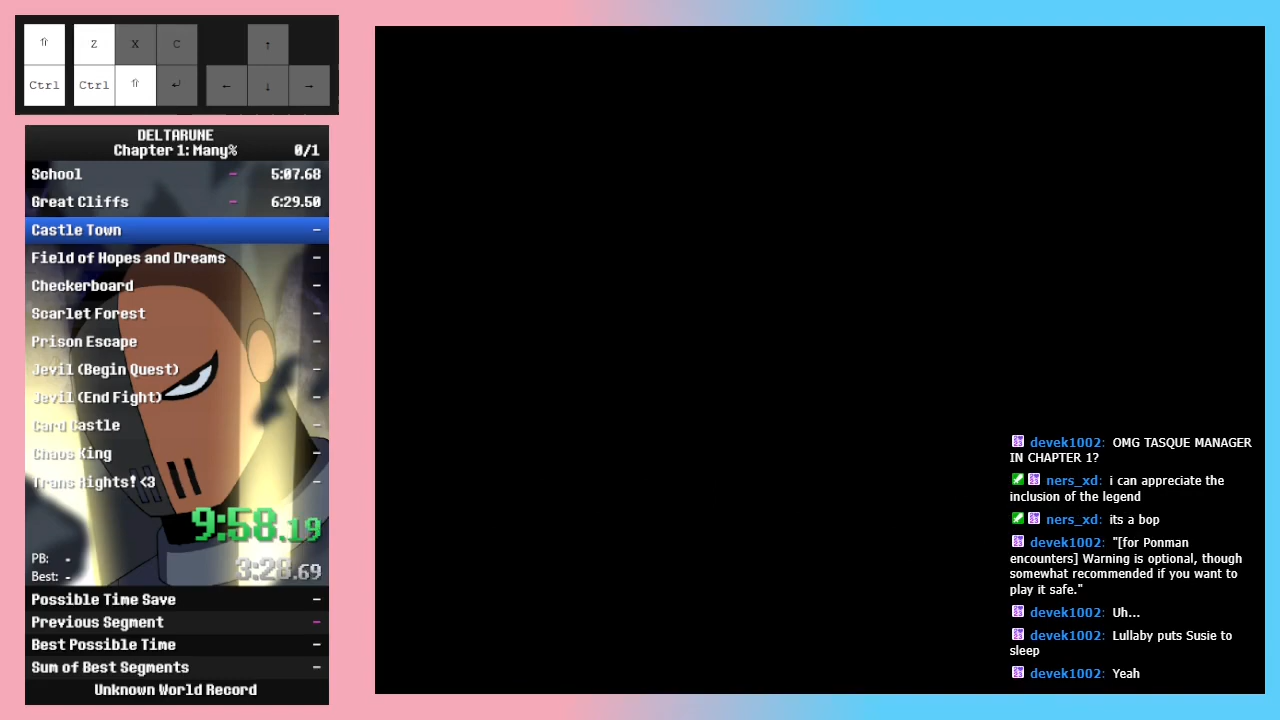 ⇧ Z X C ↑
Ctrl Ctrl ⇧ ↵ ← ↓ →
DELTARUNE
Chapter 1: Many% 0/1
School - 5:07.68
Great Cliffs - 6:29.50
Castle Town -
Field of Hopes and Dreams -
Checkerboard -
Scarlet Forest -
Prison Escape -
Jevil (Begin Quest) -
Jevil (End Fight) -
Card Castle -
Chaos King -
Trans Rights! <3 -
9:58.19
PB: -
3:28.69
Best: -
Possible Time Save -
Previous Segment -
Best Possible Time -
Sum of Best Segments -
Unknown World Record
devek1002: OMG TASQUE MANAGER
IN CHAPTER 1?
ners_xd: i can appreciate the
inclusion of the legend
ners_xd: its a bop
devek1002: "[for Ponman
encounters] Warning is optional, though
somewhat recommended if you want to
play it safe."
devek1002: Uh...
devek1002: Lullaby puts Susie to
sleep
devek1002: Yeah